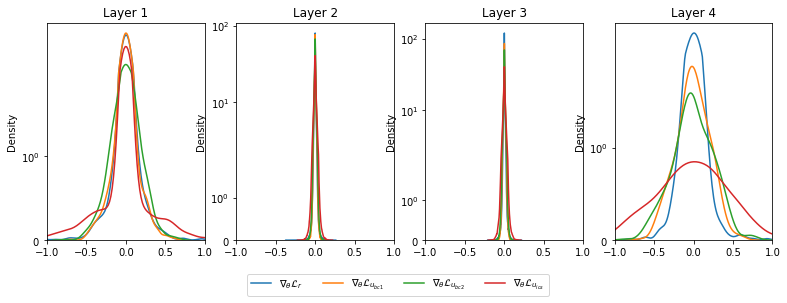 Layer 1 Layer 2 Layer 3 Layer 4
Density Density Density Density
10⁰ 10² 10¹ 10⁰ 10² 10¹ 10⁰ 10⁰
0 0 0 0
−1.0 −0.5 0.0 0.5 1.0 −1.0 −0.5 0.0 0.5 1.0 −1.0 −0.5 0.0 0.5 1.0 −1.0 −0.5 0.0 0.5 1.0
∇θℒr ∇θℒu_bc1 ∇θℒu_bc2 ∇θℒu_ics